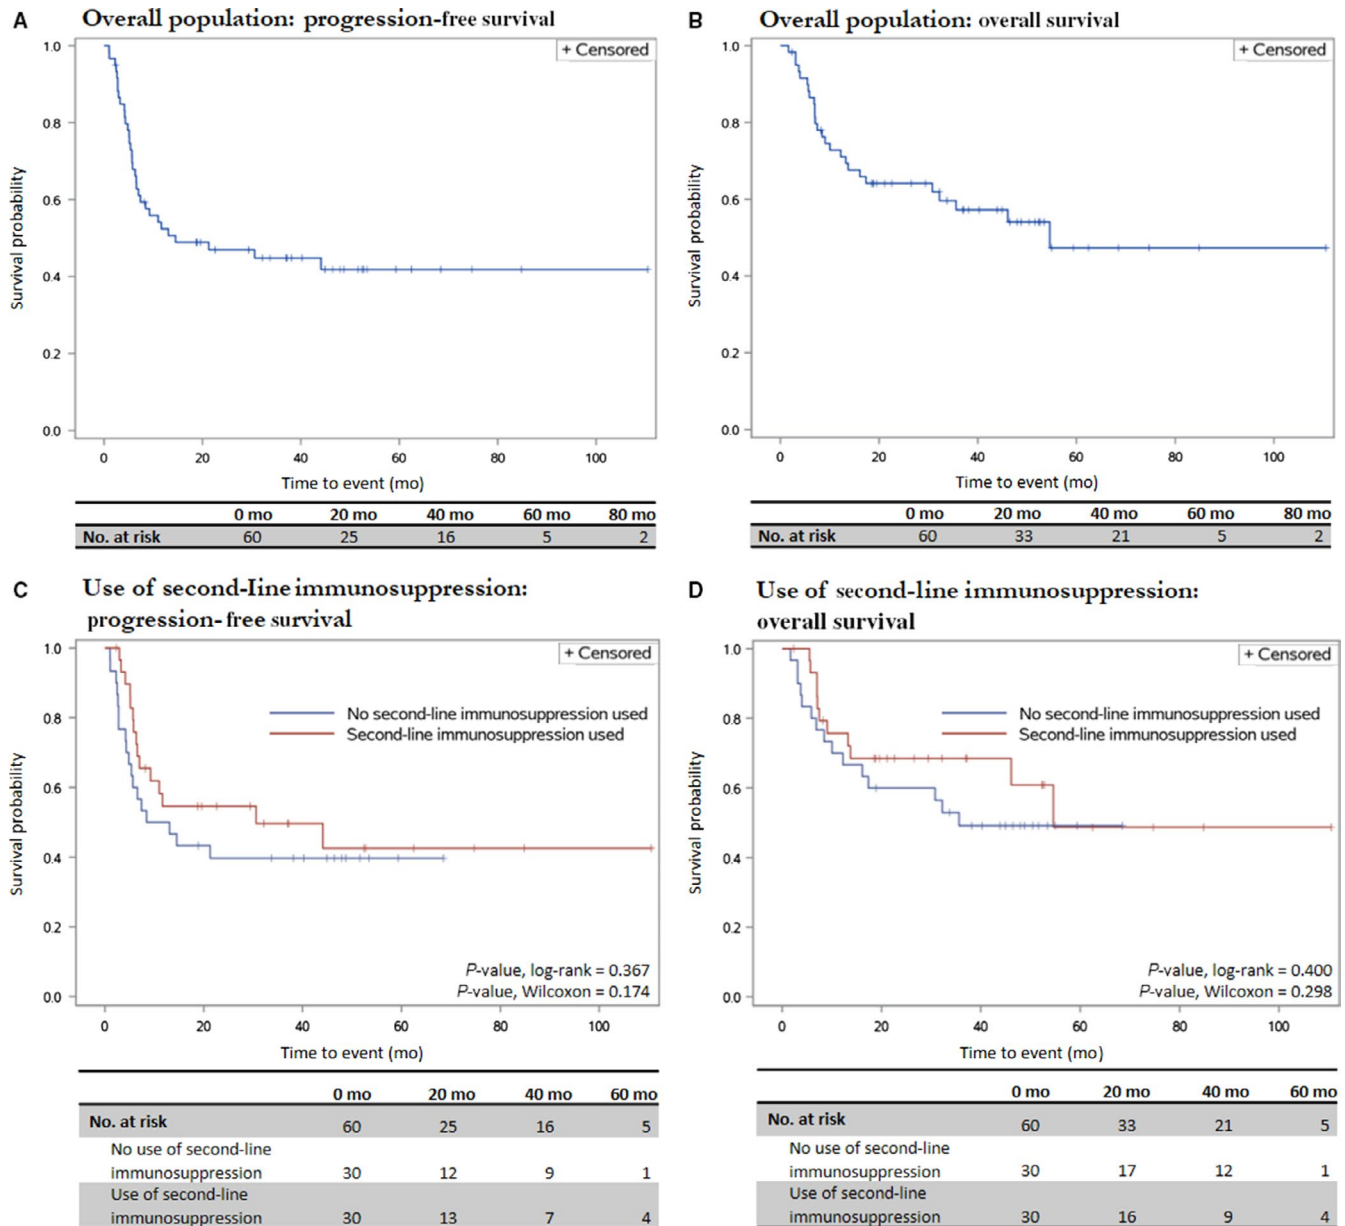 A Overall population: progression-free survival
+ Censored
1.0
0.8
0.6
0.4
0.2
0.0
Survival probability
0 20 40 60 80 100
Time to event (mo)
0 mo 20 mo 40 mo 60 mo 80 mo
No. at risk 60 25 16 5 2
B Overall population: overall survival
+ Censored
1.0
0.8
0.6
0.4
0.2
0.0
Survival probability
0 20 40 60 80 100
Time to event (mo)
0 mo 20 mo 40 mo 60 mo 80 mo
No. at risk 60 33 21 5 2
C Use of second-line immunosuppression:
progression-free survival
+ Censored
No second-line immunosuppression used
Second-line immunosuppression used
1.0
0.8
0.6
0.4
0.2
0.0
Survival probability
P-value, log-rank = 0.367
P-value, Wilcoxon = 0.174
0 20 40 60 80 100
Time to event (mo)
0 mo 20 mo 40 mo 60 mo
No. at risk 60 25 16 5
No use of second-line
immunosuppression 30 12 9 1
Use of second-line
immunosuppression 30 13 7 4
D Use of second-line immunosuppression:
overall survival
+ Censored
No second-line immunosuppression used
Second-line immunosuppression used
1.0
0.8
0.6
0.4
0.2
0.0
Survival probability
P-value, log-rank = 0.400
P-value, Wilcoxon = 0.298
0 20 40 60 80 100
Time to event (mo)
0 mo 20 mo 40 mo 60 mo
No. at risk 60 33 21 5
No use of second-line
immunosuppression 30 17 12 1
Use of second-line
immunosuppression 30 16 9 4